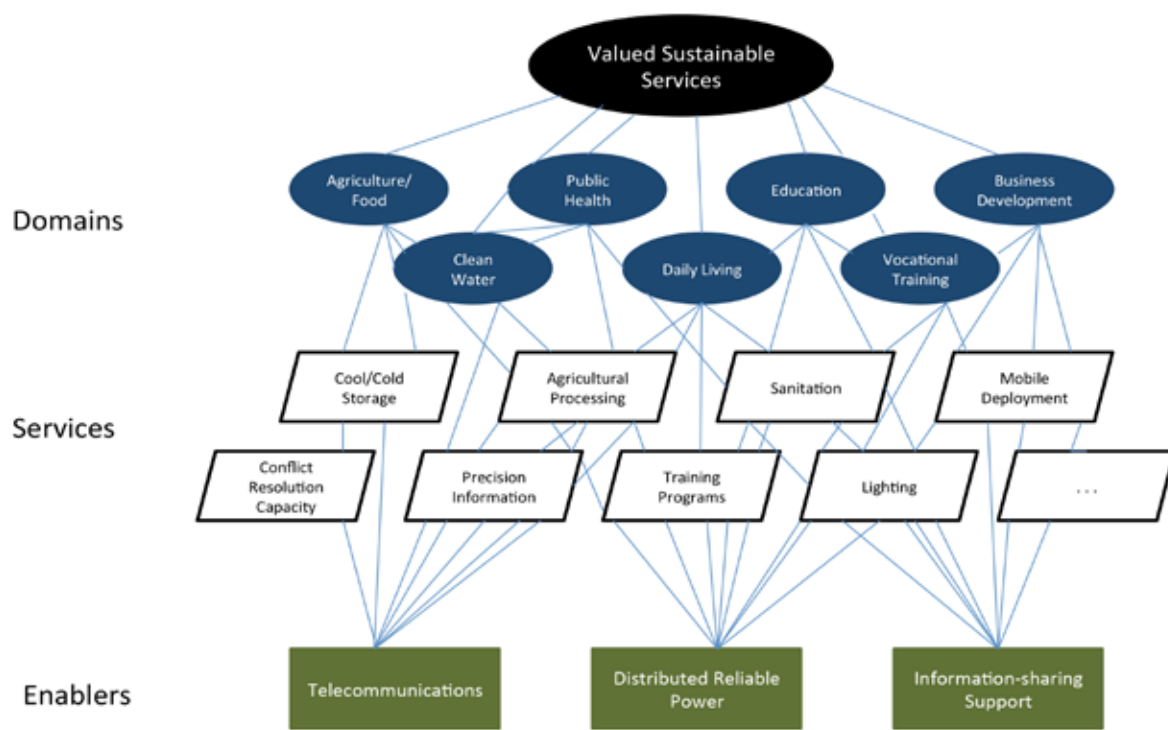 Valued Sustainable
Services
Domains
Agriculture/
Food
Public
Health
Education
Business
Development
Clean
Water
Daily Living
Vocational
Training
Services
Cool/Cold
Storage
Agricultural
Processing
Sanitation
Mobile
Deployment
Conflict
Resolution
Capacity
Precision
Information
Training
Programs
Lighting
...
Enablers
Telecommunications
Distributed Reliable
Power
Information-sharing
Support